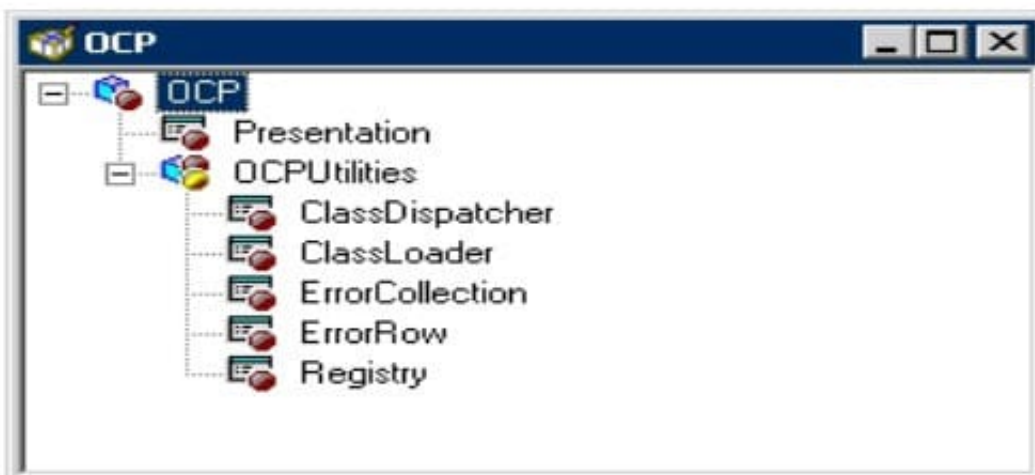 OCP
OCP
Presentation
OCPUtilities
ClassDispatcher
ClassLoader
ErrorCollection
ErrorRow
Registry